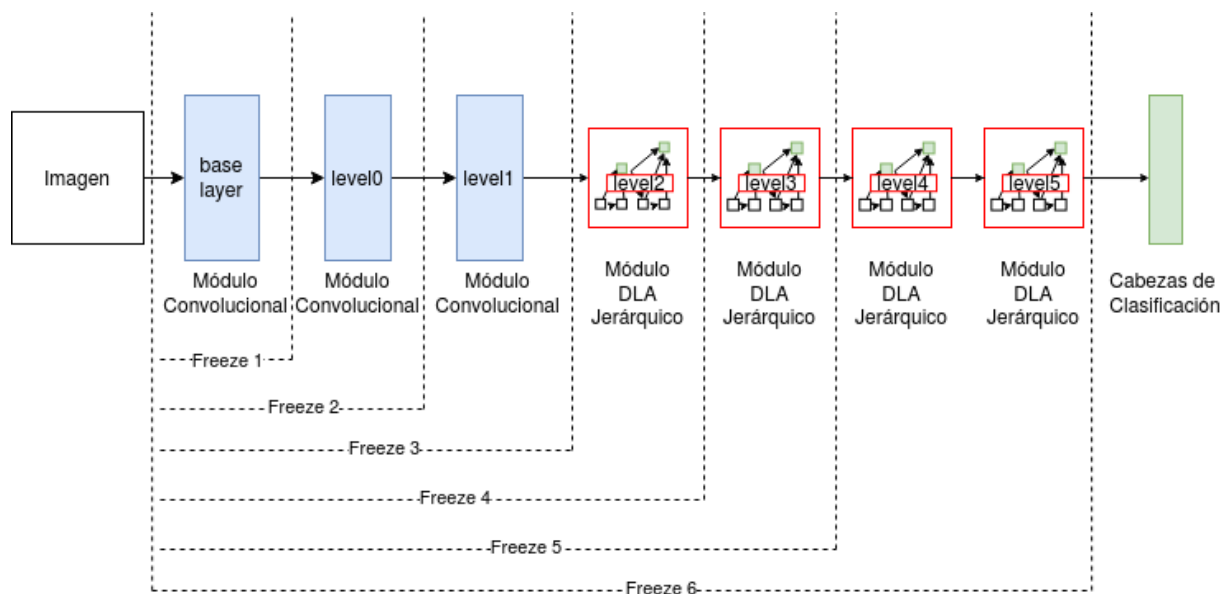 Imagen
base
layer
level0
level1
level2
level3
level4
level5
Módulo
Convolucional
Módulo
Convolucional
Módulo
Convolucional
Módulo
DLA
Jerárquico
Módulo
DLA
Jerárquico
Módulo
DLA
Jerárquico
Módulo
DLA
Jerárquico
Cabezas de
Clasificación
Freeze 1
Freeze 2
Freeze 3
Freeze 4
Freeze 5
Freeze 6